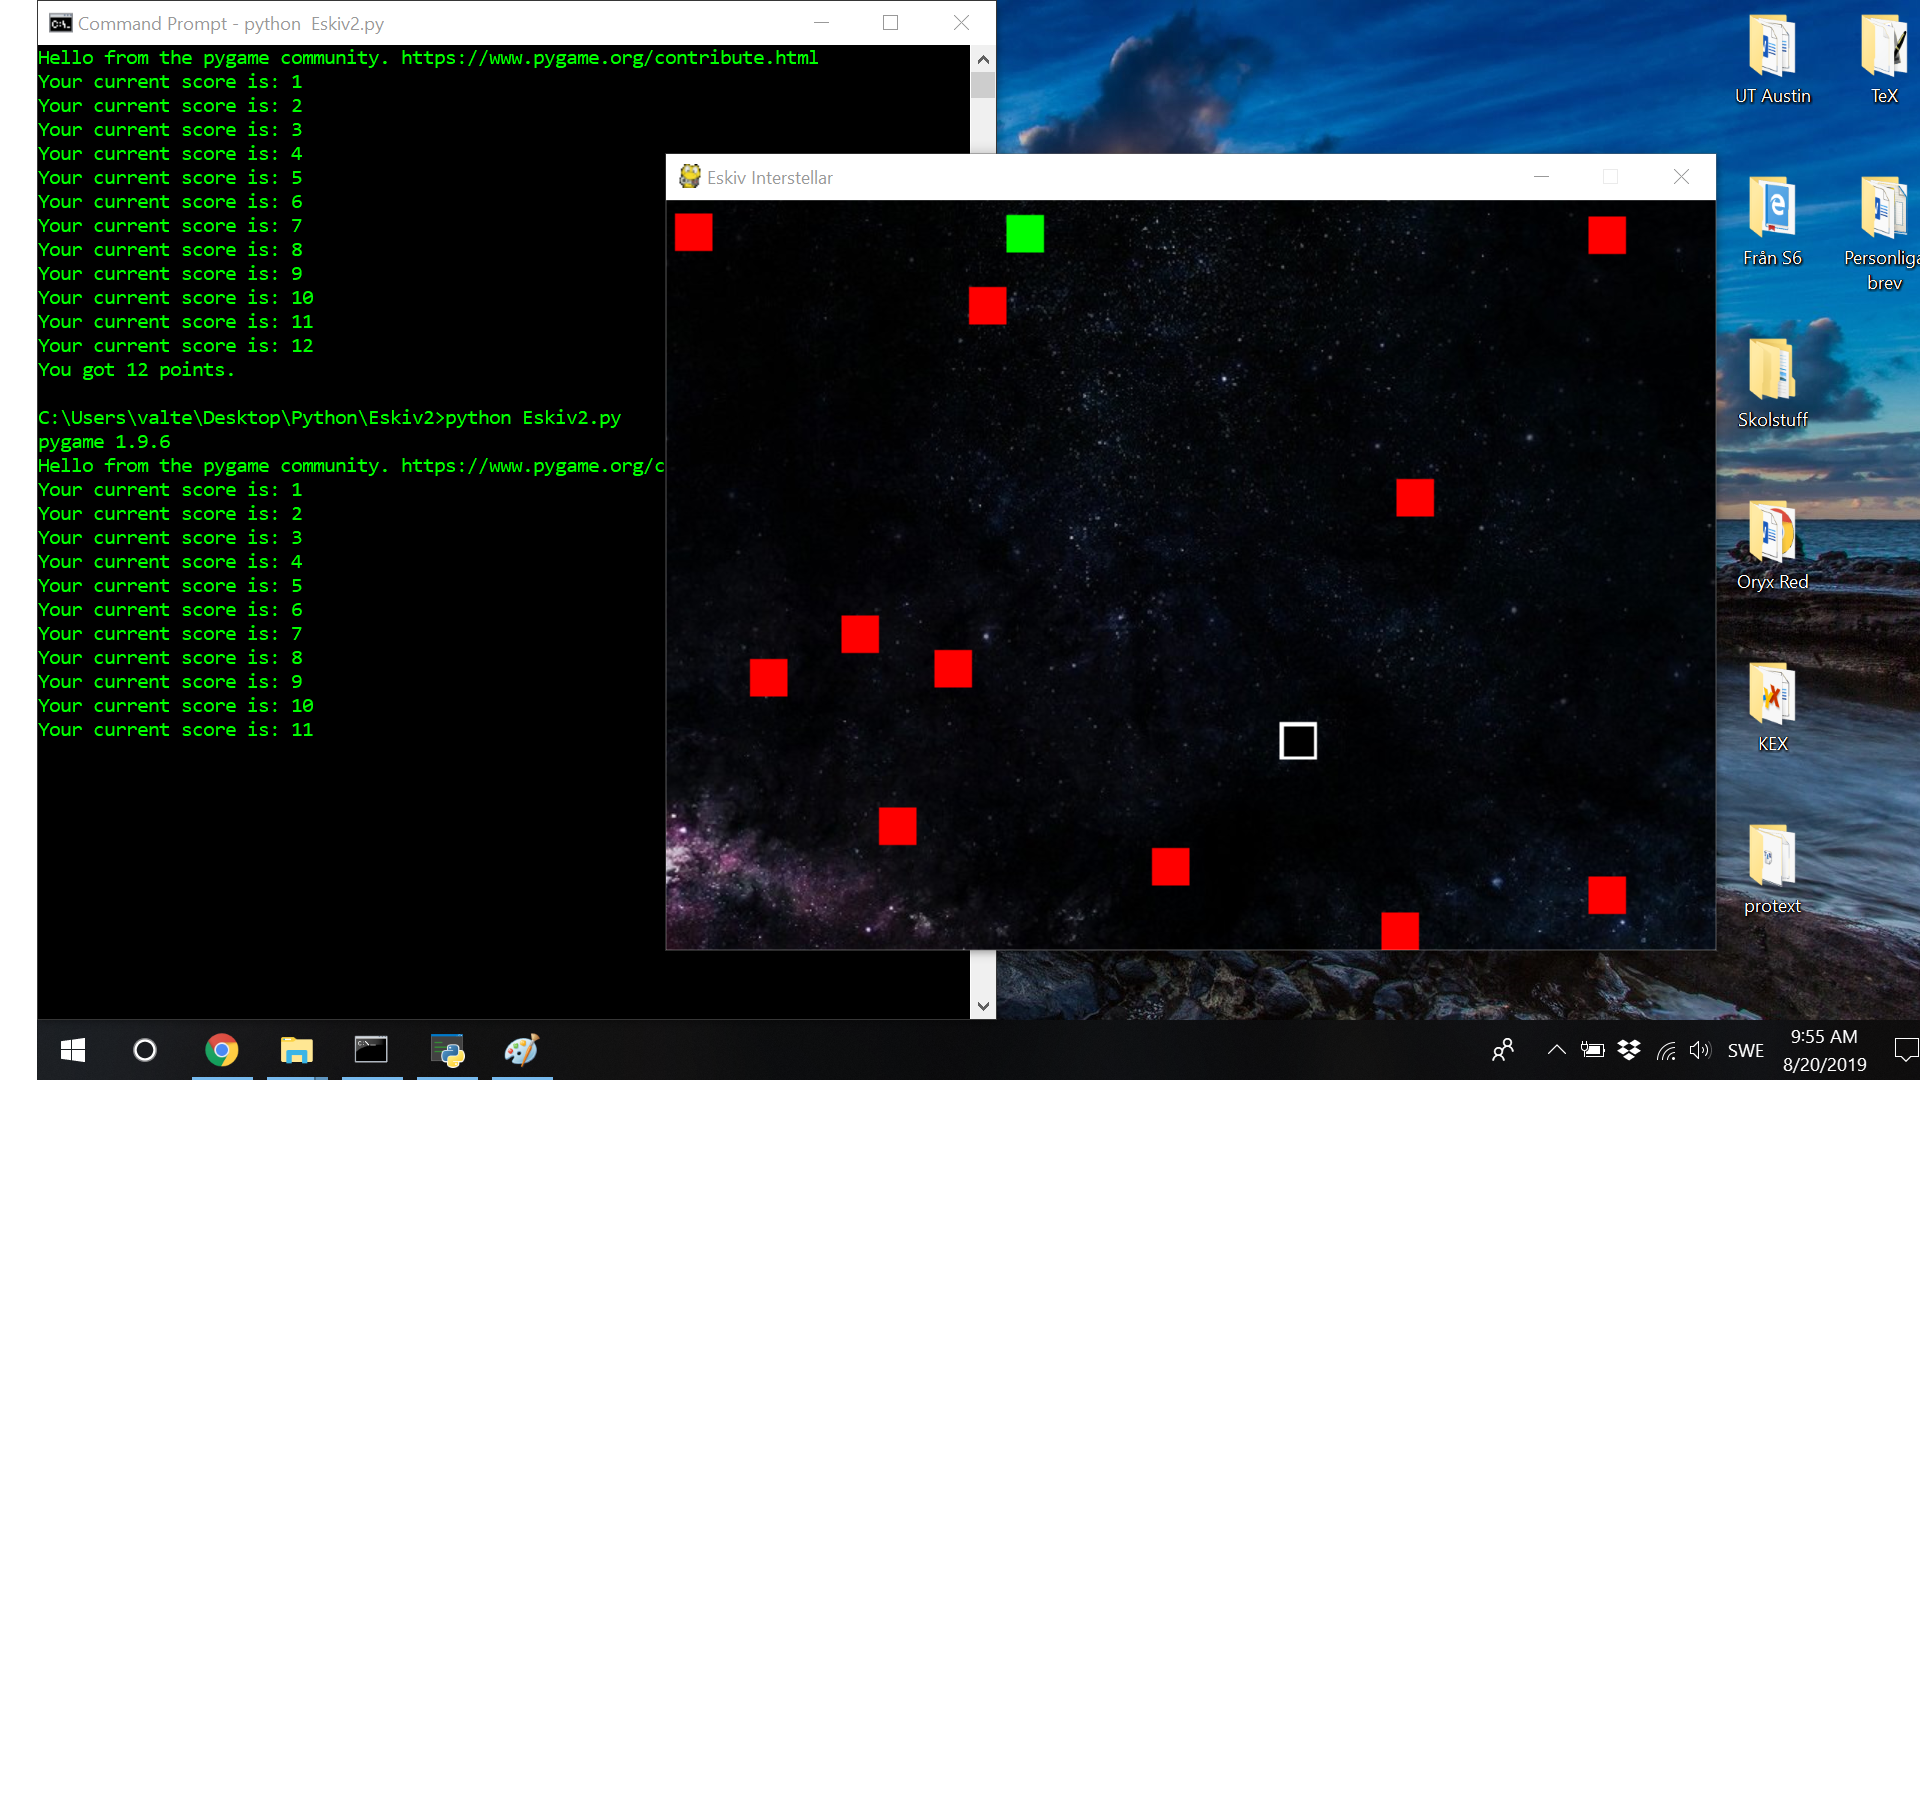 Command Prompt - python  Eskiv2.py
Hello from the pygame community. https://www.pygame.org/contribute.html
Your current score is: 1
Your current score is: 2
Your current score is: 3
Your current score is: 4
Your current score is: 5
Your current score is: 6
Your current score is: 7
Your current score is: 8
Your current score is: 9
Your current score is: 10
Your current score is: 11
Your current score is: 12
You got 12 points.
C:\Users\valte\Desktop\Python\Eskiv2>python Eskiv2.py
pygame 1.9.6
Hello from the pygame community. https://www.pygame.org/c
Your current score is: 1
Your current score is: 2
Your current score is: 3
Your current score is: 4
Your current score is: 5
Your current score is: 6
Your current score is: 7
Your current score is: 8
Your current score is: 9
Your current score is: 10
Your current score is: 11
Eskiv Interstellar
UT Austin
TeX
Från S6
Personliga
brev
Skolstuff
Oryx Red
KEX
protext
SWE
9:55 AM
8/20/2019